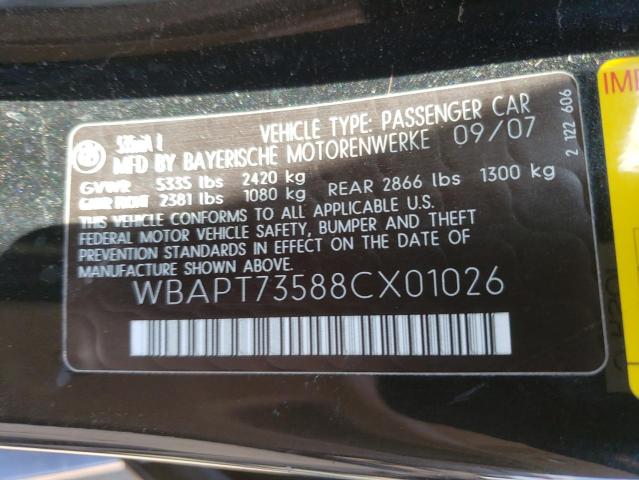 535xiA I VEHICLE TYPE: PASSENGER CAR
MFD BY BAYERISCHE MOTORENWERKE 09/07
GVWR 5335 lbs 2420 kg
GAWR FRONT 2381 lbs 1080 kg REAR 2866 lbs 1300 kg
THIS VEHICLE CONFORMS TO ALL APPLICABLE U.S.
FEDERAL MOTOR VEHICLE SAFETY, BUMPER AND THEFT
PREVENTION STANDARDS IN EFFECT ON THE DATE OF
MANUFACTURE SHOWN ABOVE.
WBAPT73588CX01026
2 122 606
IM